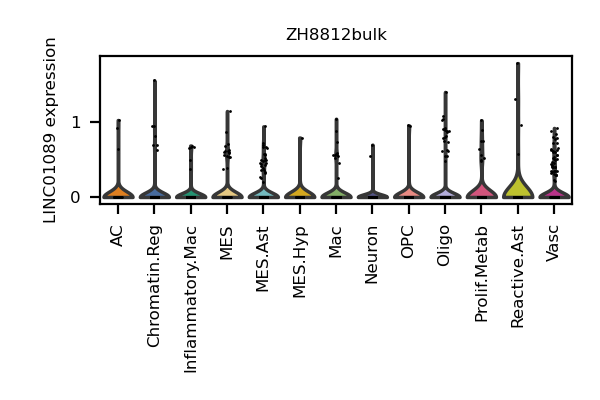 ZH8812bulk
LINC01089 expression
1
0
AC
Chromatin.Reg
Inflammatory.Mac
MES
MES.Ast
MES.Hyp
Mac
Neuron
OPC
Oligo
Prolif.Metab
Reactive.Ast
Vasc